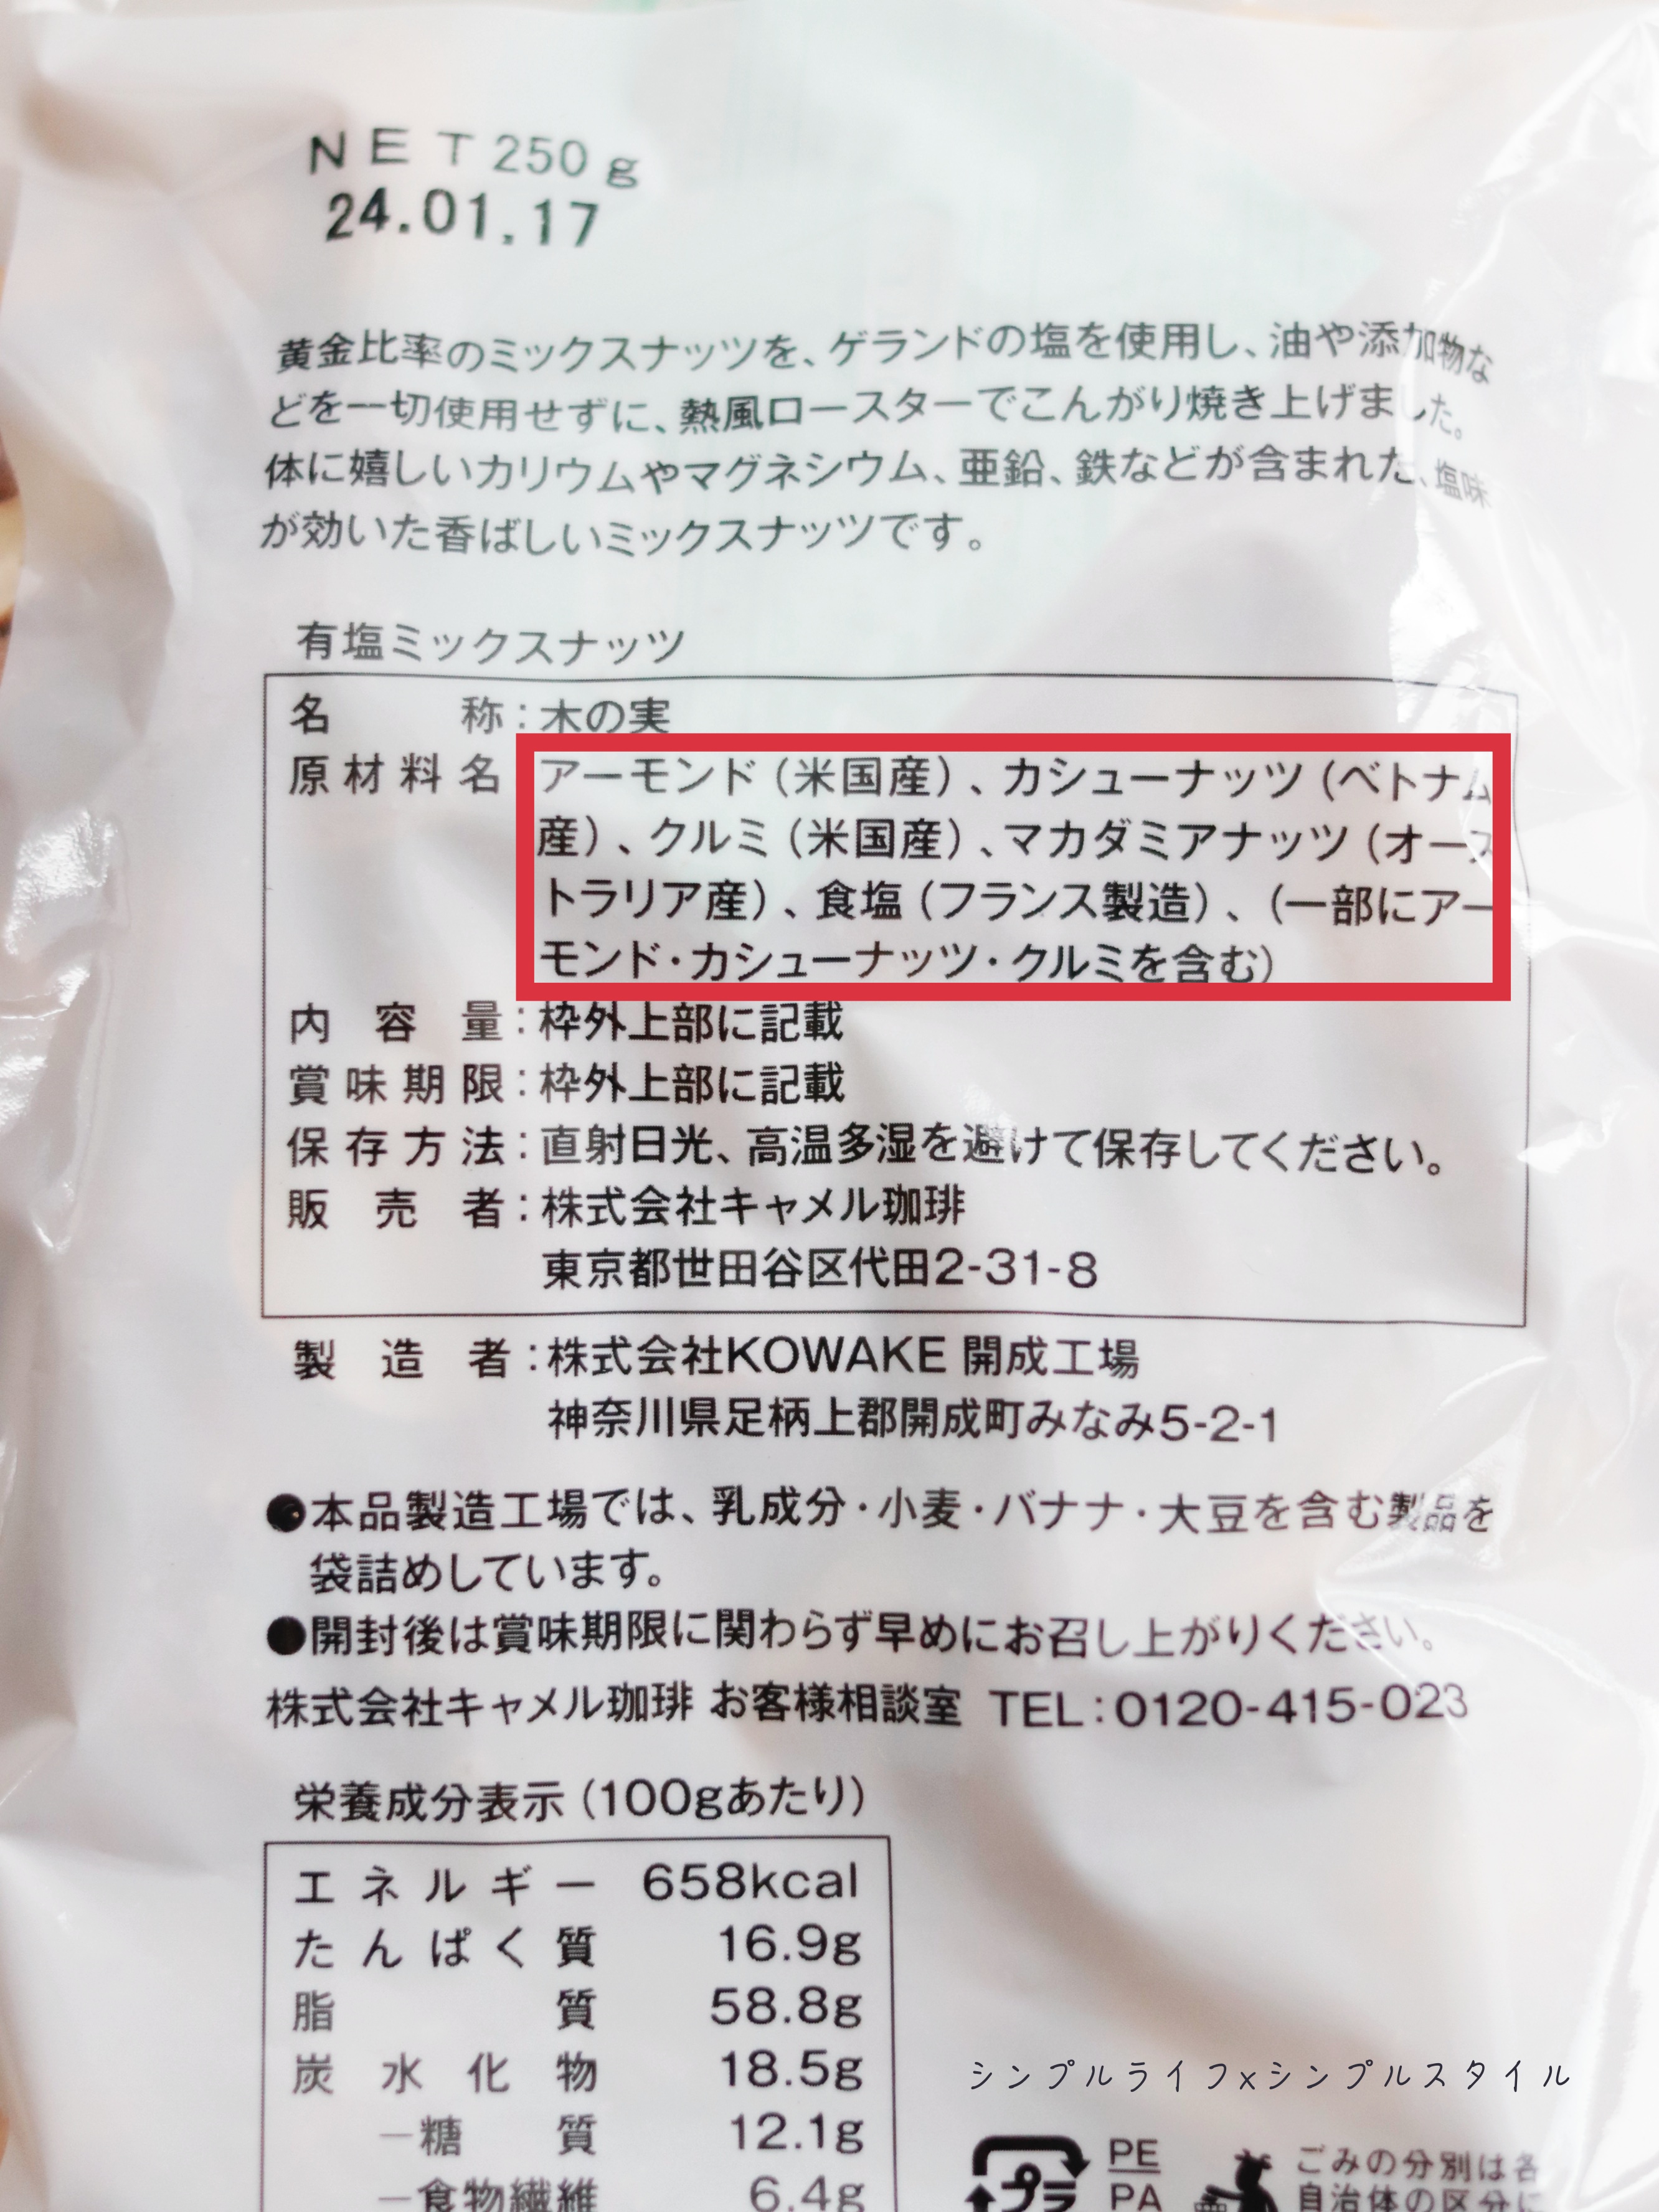 NET250g
24.01.17
黄金比率のミックスナッツを、ゲランドの塩を使用し、油や添加物な
どを一切使用せずに、熱風ロースターでこんがり焼き上げました。
体に嬉しいカリウムやマグネシウム、亜鉛、鉄などが含まれた、塩味
が効いた香ばしいミックスナッツです。
有塩ミックスナッツ
名称:木の実
原材料名 アーモンド(米国産)、カシューナッツ(ベトナム
産)、クルミ(米国産)、マカダミアナッツ(オース
トラリア産)、食塩(フランス製造)、(一部にアー
モンド・カシューナッツ・クルミを含む)
内容量:枠外上部に記載
賞味期限:枠外上部に記載
保存方法:直射日光、高温多湿を避けて保存してください。
販売者:株式会社キャメル珈琲
東京都世田谷区代田2-31-8
製造者:株式会社KOWAKE 開成工場
神奈川県足柄上郡開成町みなみ5-2-1
●本品製造工場では、乳成分・小麦・バナナ・大豆を含む製品を
袋詰めしています。
●開封後は賞味期限に関わらず早めにお召し上がりください。
株式会社キャメル珈琲 お客様相談室 TEL:0120-415-023
栄養成分表示(100gあたり)
エネルギー 658kcal
たんぱく質 16.9g
脂質 58.8g
炭水化物 18.5g
－糖質 12.1g
－食物繊維 6.4g
シンプルライフxシンプルスタイル
プラ
PE
PA
ごみの分別は各
自治体の区分に